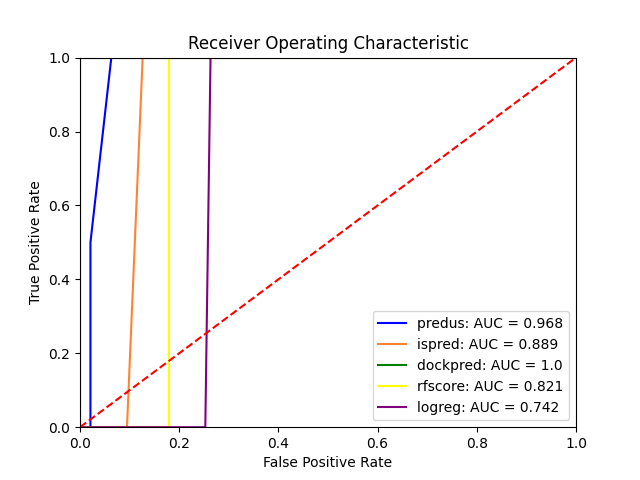 Receiver Operating Characteristic
True Positive Rate
1.0
0.8
0.6
0.4
0.2
0.0
predus: AUC = 0.968
ispred: AUC = 0.889
dockpred: AUC = 1.0
rfscore: AUC = 0.821
logreg: AUC = 0.742
0.0 0.2 0.4 0.6 0.8 1.0
False Positive Rate